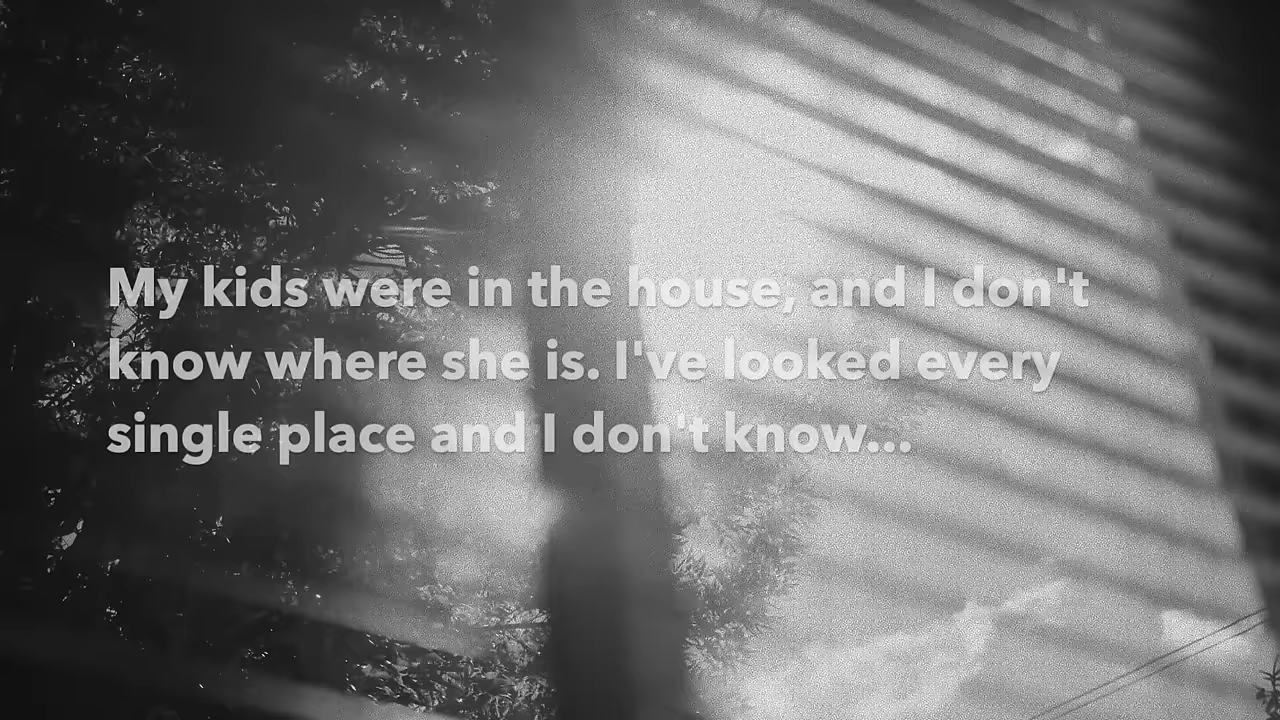 My kids were in the house, and I don't
know where she is. I've looked every
single place and I don't know...